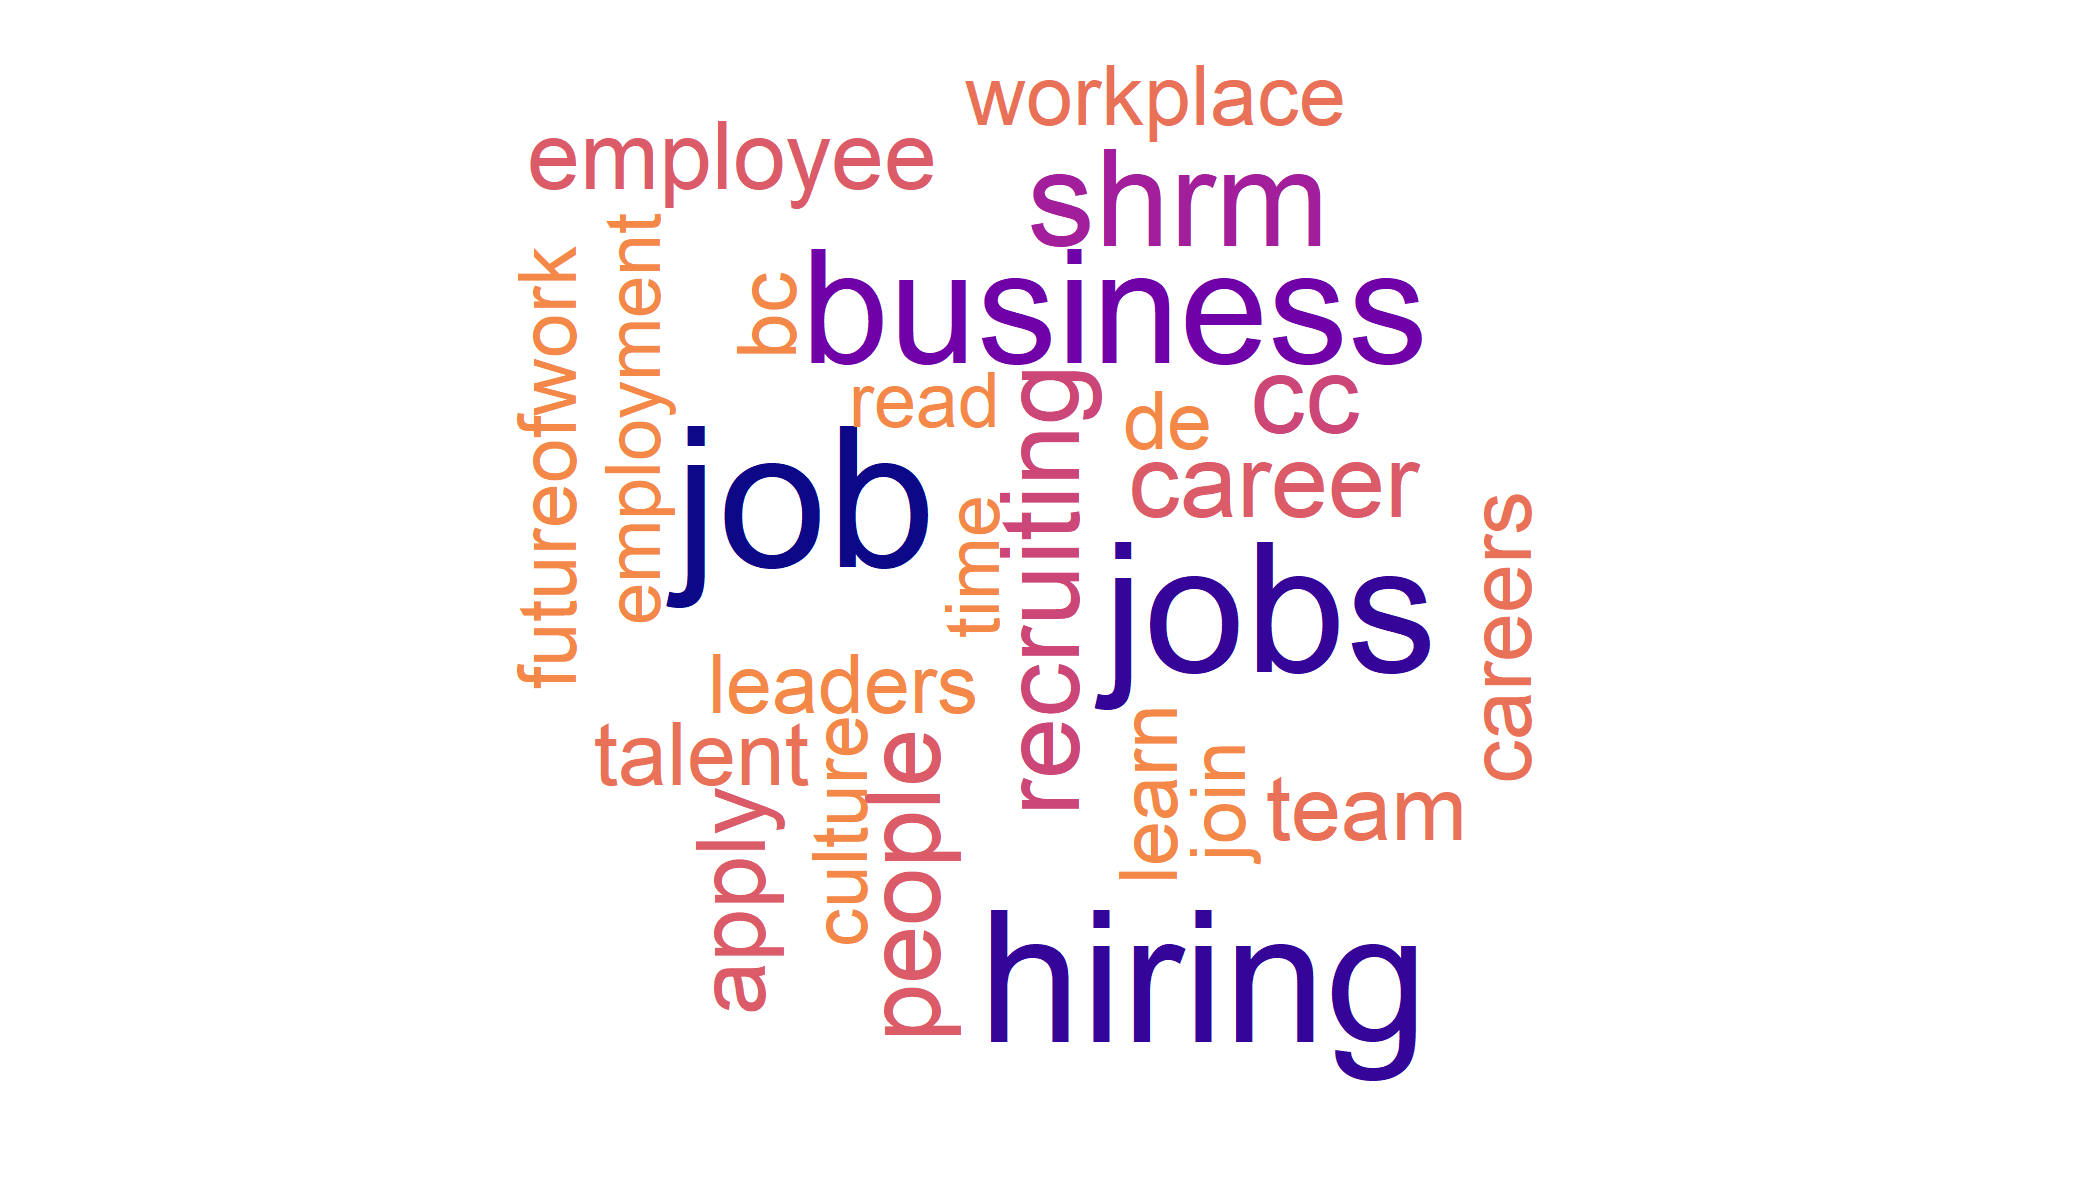 workplace
employee
shrm
futureofwork
employment
bc
business
read
recruiting
de
cc
job
time
career
jobs
careers
leaders
talent
culture
people
learn
join
team
apply
hiring